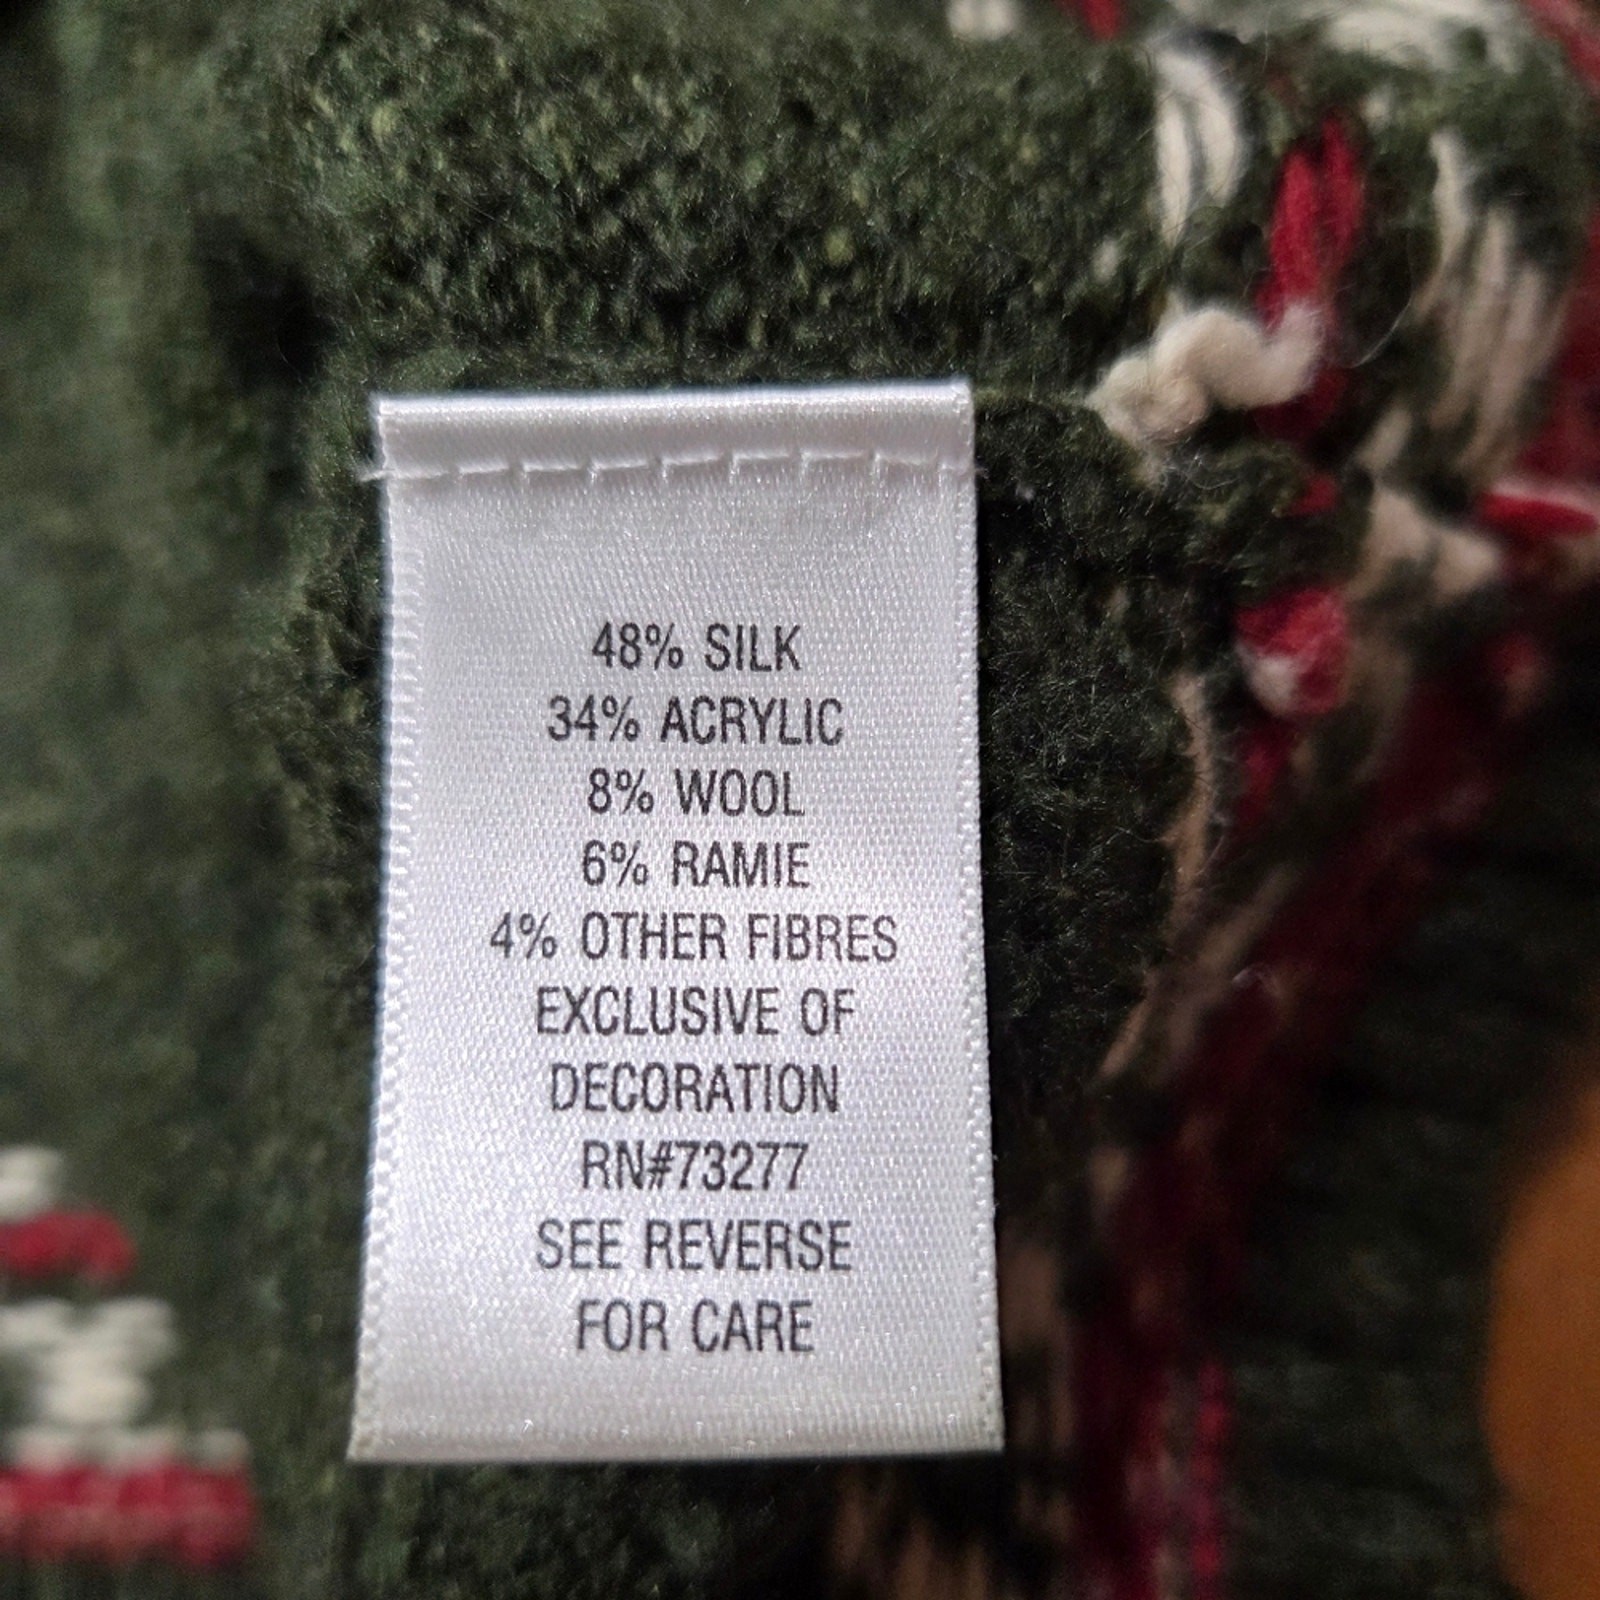 48% SILK
34% ACRYLIC
8% WOOL
6% RAMIE
4% OTHER FIBRES
EXCLUSIVE OF
DECORATION
RN#73277
SEE REVERSE
FOR CARE